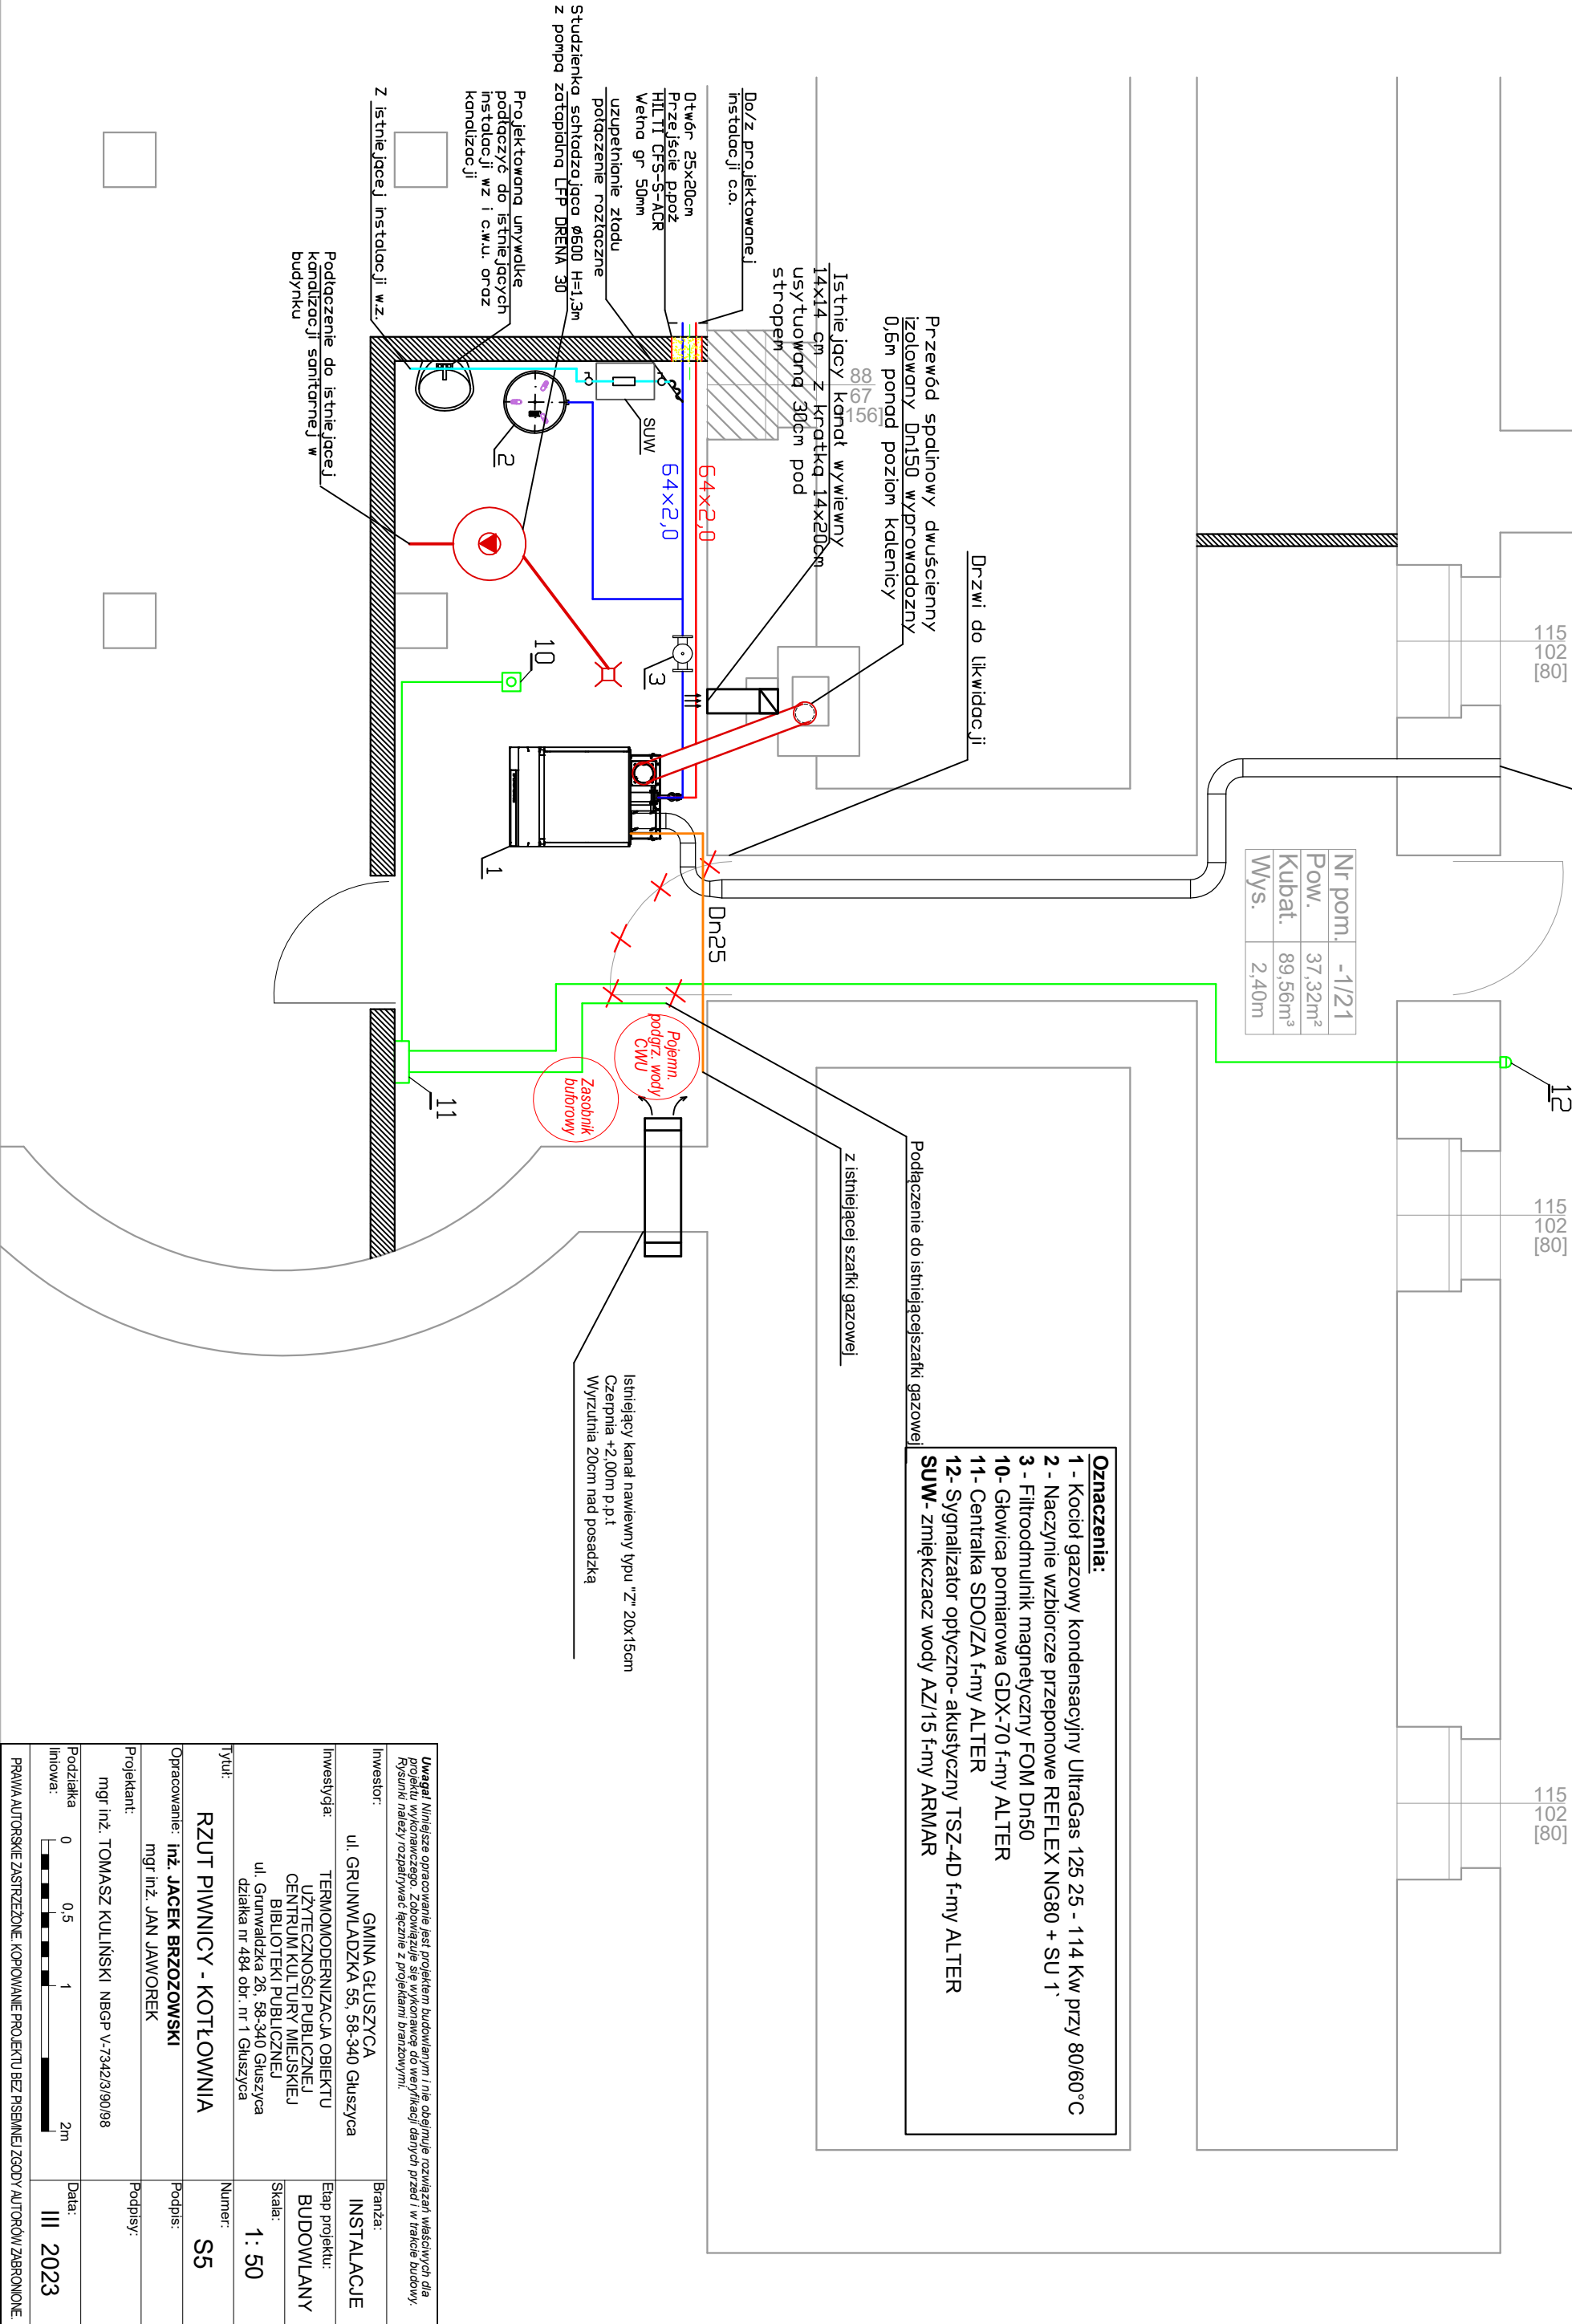 Do/z projektowanej
instalacji c.o.
Otwór 25x20cm
Przejście p.poż
HILTI CFS-S-ACR
Wełna gr 50mm
uzupełnianie zładu
połączenie rozłączne
Studzienka schładzająca ø600 H=1,3m
z pompą zatapialną LFP DRENA 30
Projektowaną umywalkę
podłączyć do istniejących
instalacji wz i c.w.u. oraz
kanalizacji
Z istniejącej instalacji w.z.
Podłączenie do istniejącej
kanalizacji sanitarnej w
budynku
Przewód spalinowy dwuścienny
izolowany Dn150 wyprowadozny
0,6m ponad poziom kalenicy
Istniejący kanał wywiewny
14x14 cm z kratką 14x20cm
usytuowaną 30cm pod
stropem
Drzwi do likwidacji
88
67
156]
115
102
[80]
115
102
[80]
115
102
[80]
SUW
64x2,0
64x2,0
2
3
10
1
Dn25
11
12
Nr pom. -1/21
Pow. 37,32m²
Kubat. 89,56m³
Wys. 2,40m
Pojemn.
podgrz. wody
CWU
Zasobnik
buforowy
Podłączenie do istniejącejszafki gazowej
z istniejącej szafki gazowej
Istniejący kanał nawiewny typu "Z" 20x15cm
Czerpnia +2,00m p.p.t
Wyrzutnia 20cm nad posadzką
Oznaczenia:
1 - Kocioł gazowy kondensacyjny UltraGas 125 25 - 114 Kw przy 80/60°C
2 - Naczynie wzbiorcze przeponowe REFLEX NG80 + SU 1`
3 - Filtroodmulnik magnetyczny FOM Dn50
10- Głowica pomiarowa GDX-70 f-my ALTER
11- Centralka SDO/ZA f-my ALTER
12- Sygnalizator optyczno- akustyczny TSZ-4D f-my ALTER
SUW- zmiękczacz wody AZ/15 f-my ARMAR
Uwaga! Niniejsze opracowanie jest projektem budowlanym i nie obejmuje rozwiązań właściwych dla
projektu wykonawczego. Zobowiązuje się wykonawcę do weryfikacji danych przed i w trakcie budowy.
Rysunki należy rozpatrywać łącznie z projektami branżowymi.
Inwestor:
GMINA GŁUSZYCA
ul. GRUNWLADZKA 55, 58-340 Głuszyca
Branża:
INSTALACJE
Inwestycja:
TERMOMODERNIZACJA OBIEKTU
UŻYTECZNOŚCI PUBLICZNEJ
CENTRUM KULTURY MIEJSKIEJ
BIBLIOTEKI PUBLICZNEJ
ul. Grunwaldzka 26, 58-340 Głuszyca
działka nr 484 obr. nr 1 Głuszyca
Etap projektu:
BUDOWLANY
Skala:
1: 50
Tytuł:
RZUT PIWNICY - KOTŁOWNIA
Numer:
S5
Opracowanie: inż. JACEK BRZOZOWSKI
mgr inż. JAN JAWOREK
Podpis:
Projektant:
mgr inż. TOMASZ KULIŃSKI NBGP V-7342/3/90/98
Podpisy:
Podziałka
liniowa:
0 0,5 1 2m
Data:
III 2023
PRAWA AUTORSKIE ZASTRZEŻONE. KOPIOWANIE PROJEKTU BEZ PISEMNEJ ZGODY AUTORÓW ZABRONIONE.